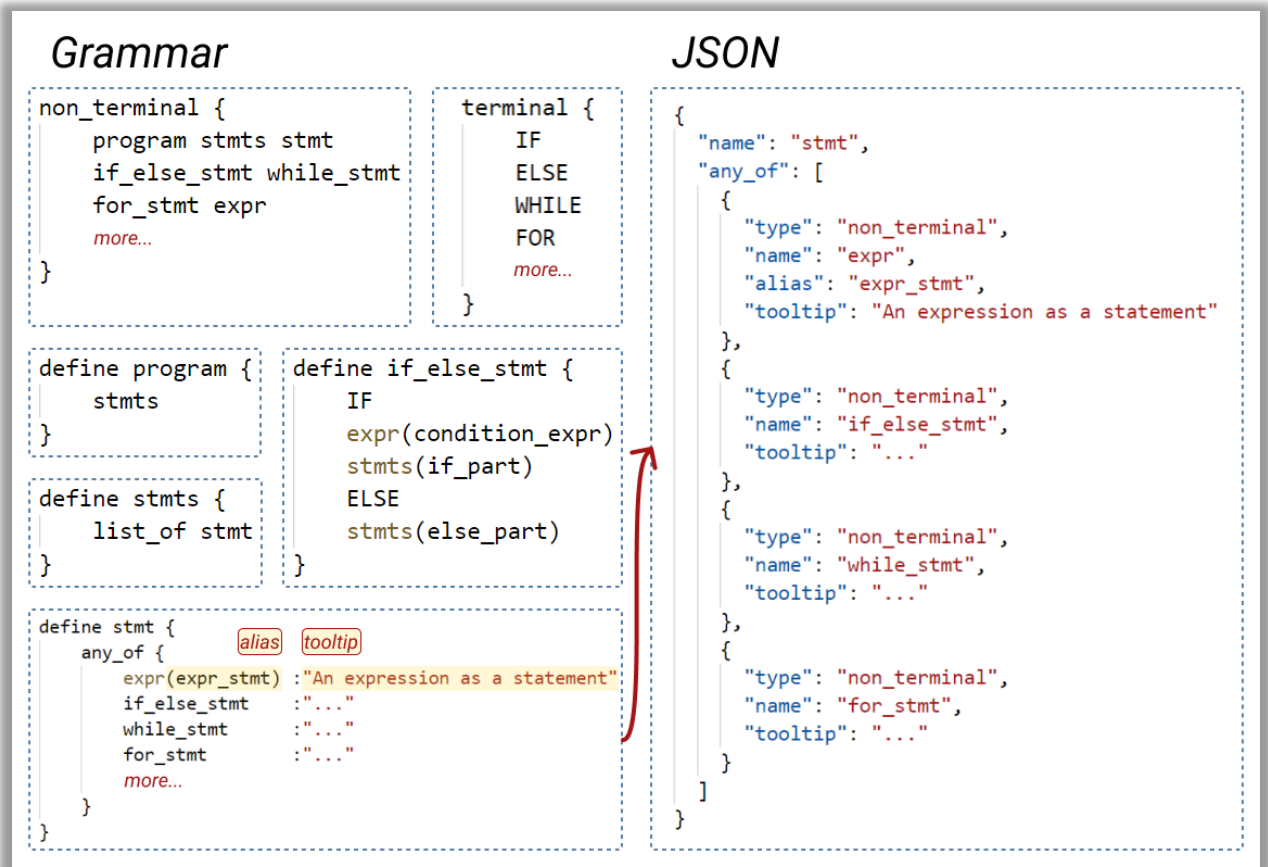 Grammar
non_terminal {
program stmts stmt
if_else_stmt while_stmt
for_stmt expr
more...
}
terminal {
IF
ELSE
WHILE
FOR
more...
}
define program {
stmts
}
define stmts {
list_of stmt
}
define if_else_stmt {
IF
expr(condition_expr)
stmts(if_part)
ELSE
stmts(else_part)
}
define stmt {
alias tooltip
any_of {
expr(expr_stmt) :"An expression as a statement"
if_else_stmt :"..."
while_stmt :"..."
for_stmt :"..."
more...
}
}
JSON
{
"name": "stmt",
"any_of": [
{
"type": "non_terminal",
"name": "expr",
"alias": "expr_stmt",
"tooltip": "An expression as a statement"
},
{
"type": "non_terminal",
"name": "if_else_stmt",
"tooltip": "..."
},
{
"type": "non_terminal",
"name": "while_stmt",
"tooltip": "..."
},
{
"type": "non_terminal",
"name": "for_stmt",
"tooltip": "..."
}
]
}